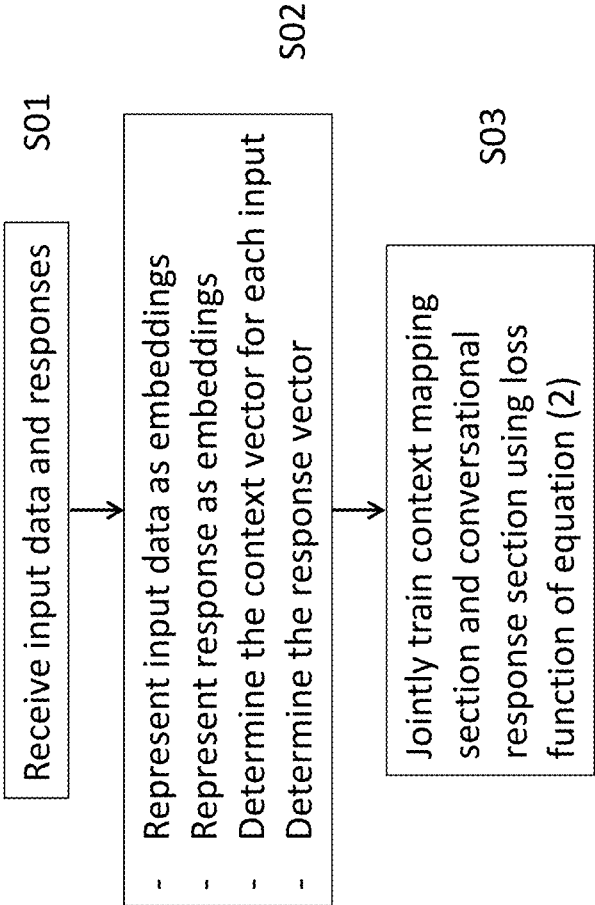 Receive input data and responses
S01
- Represent input data as embeddings
- Represent response as embeddings
- Determine the context vector for each input
- Determine the response vector
S02
Jointly train context mapping
section and conversational
response section using loss
function of equation (2)
S03